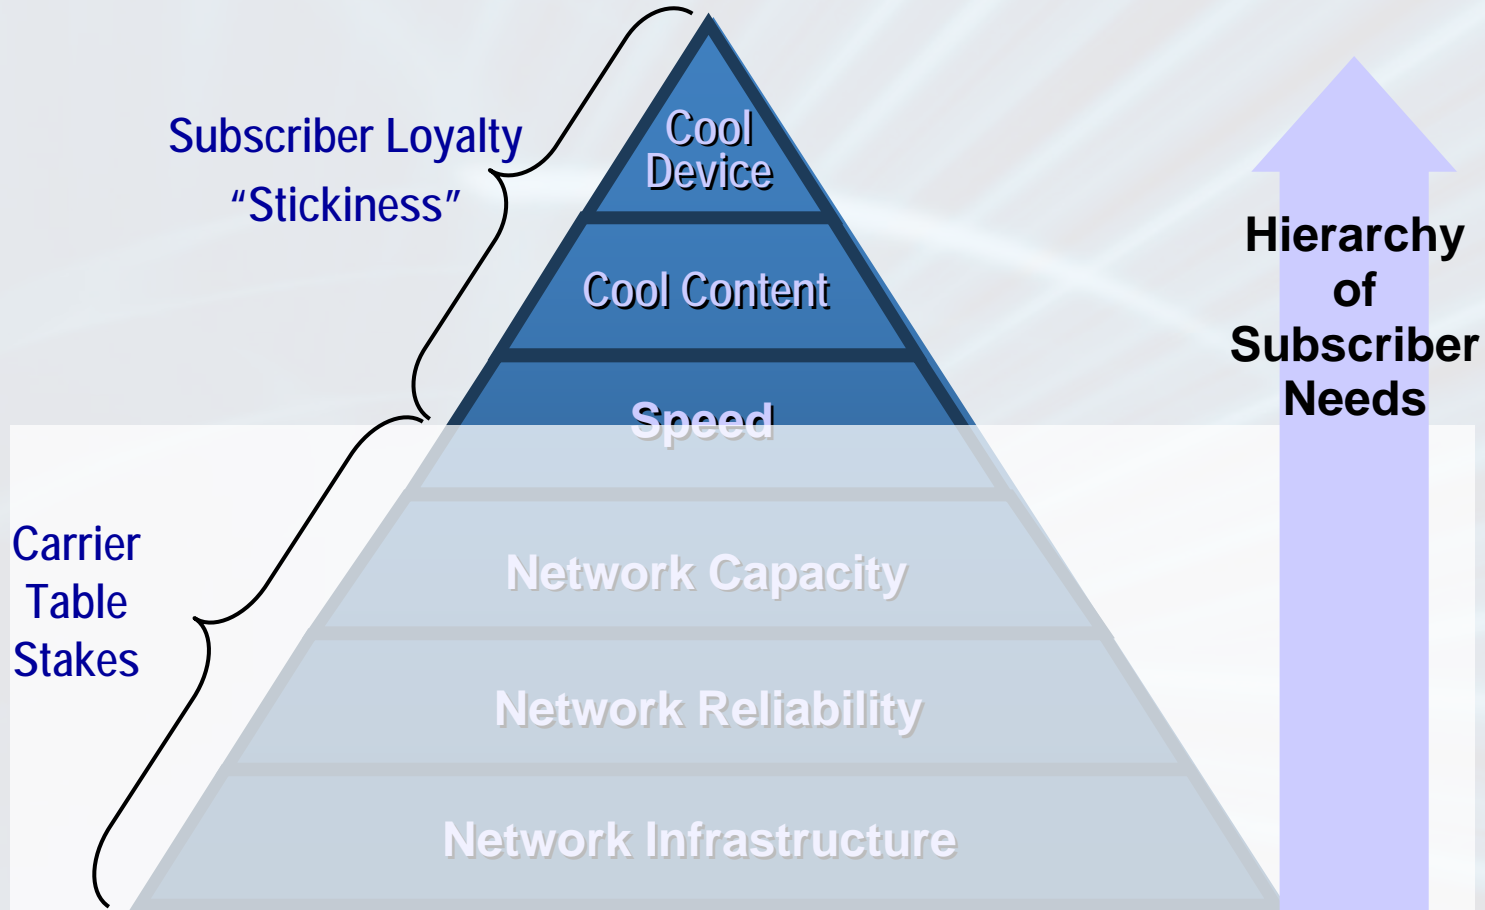 Subscriber Loyalty
“Stickiness”
Cool
Device
Cool Content
Speed
Network Capacity
Network Reliability
Network Infrastructure
Carrier
Table
Stakes
Hierarchy
of
Subscriber
Needs